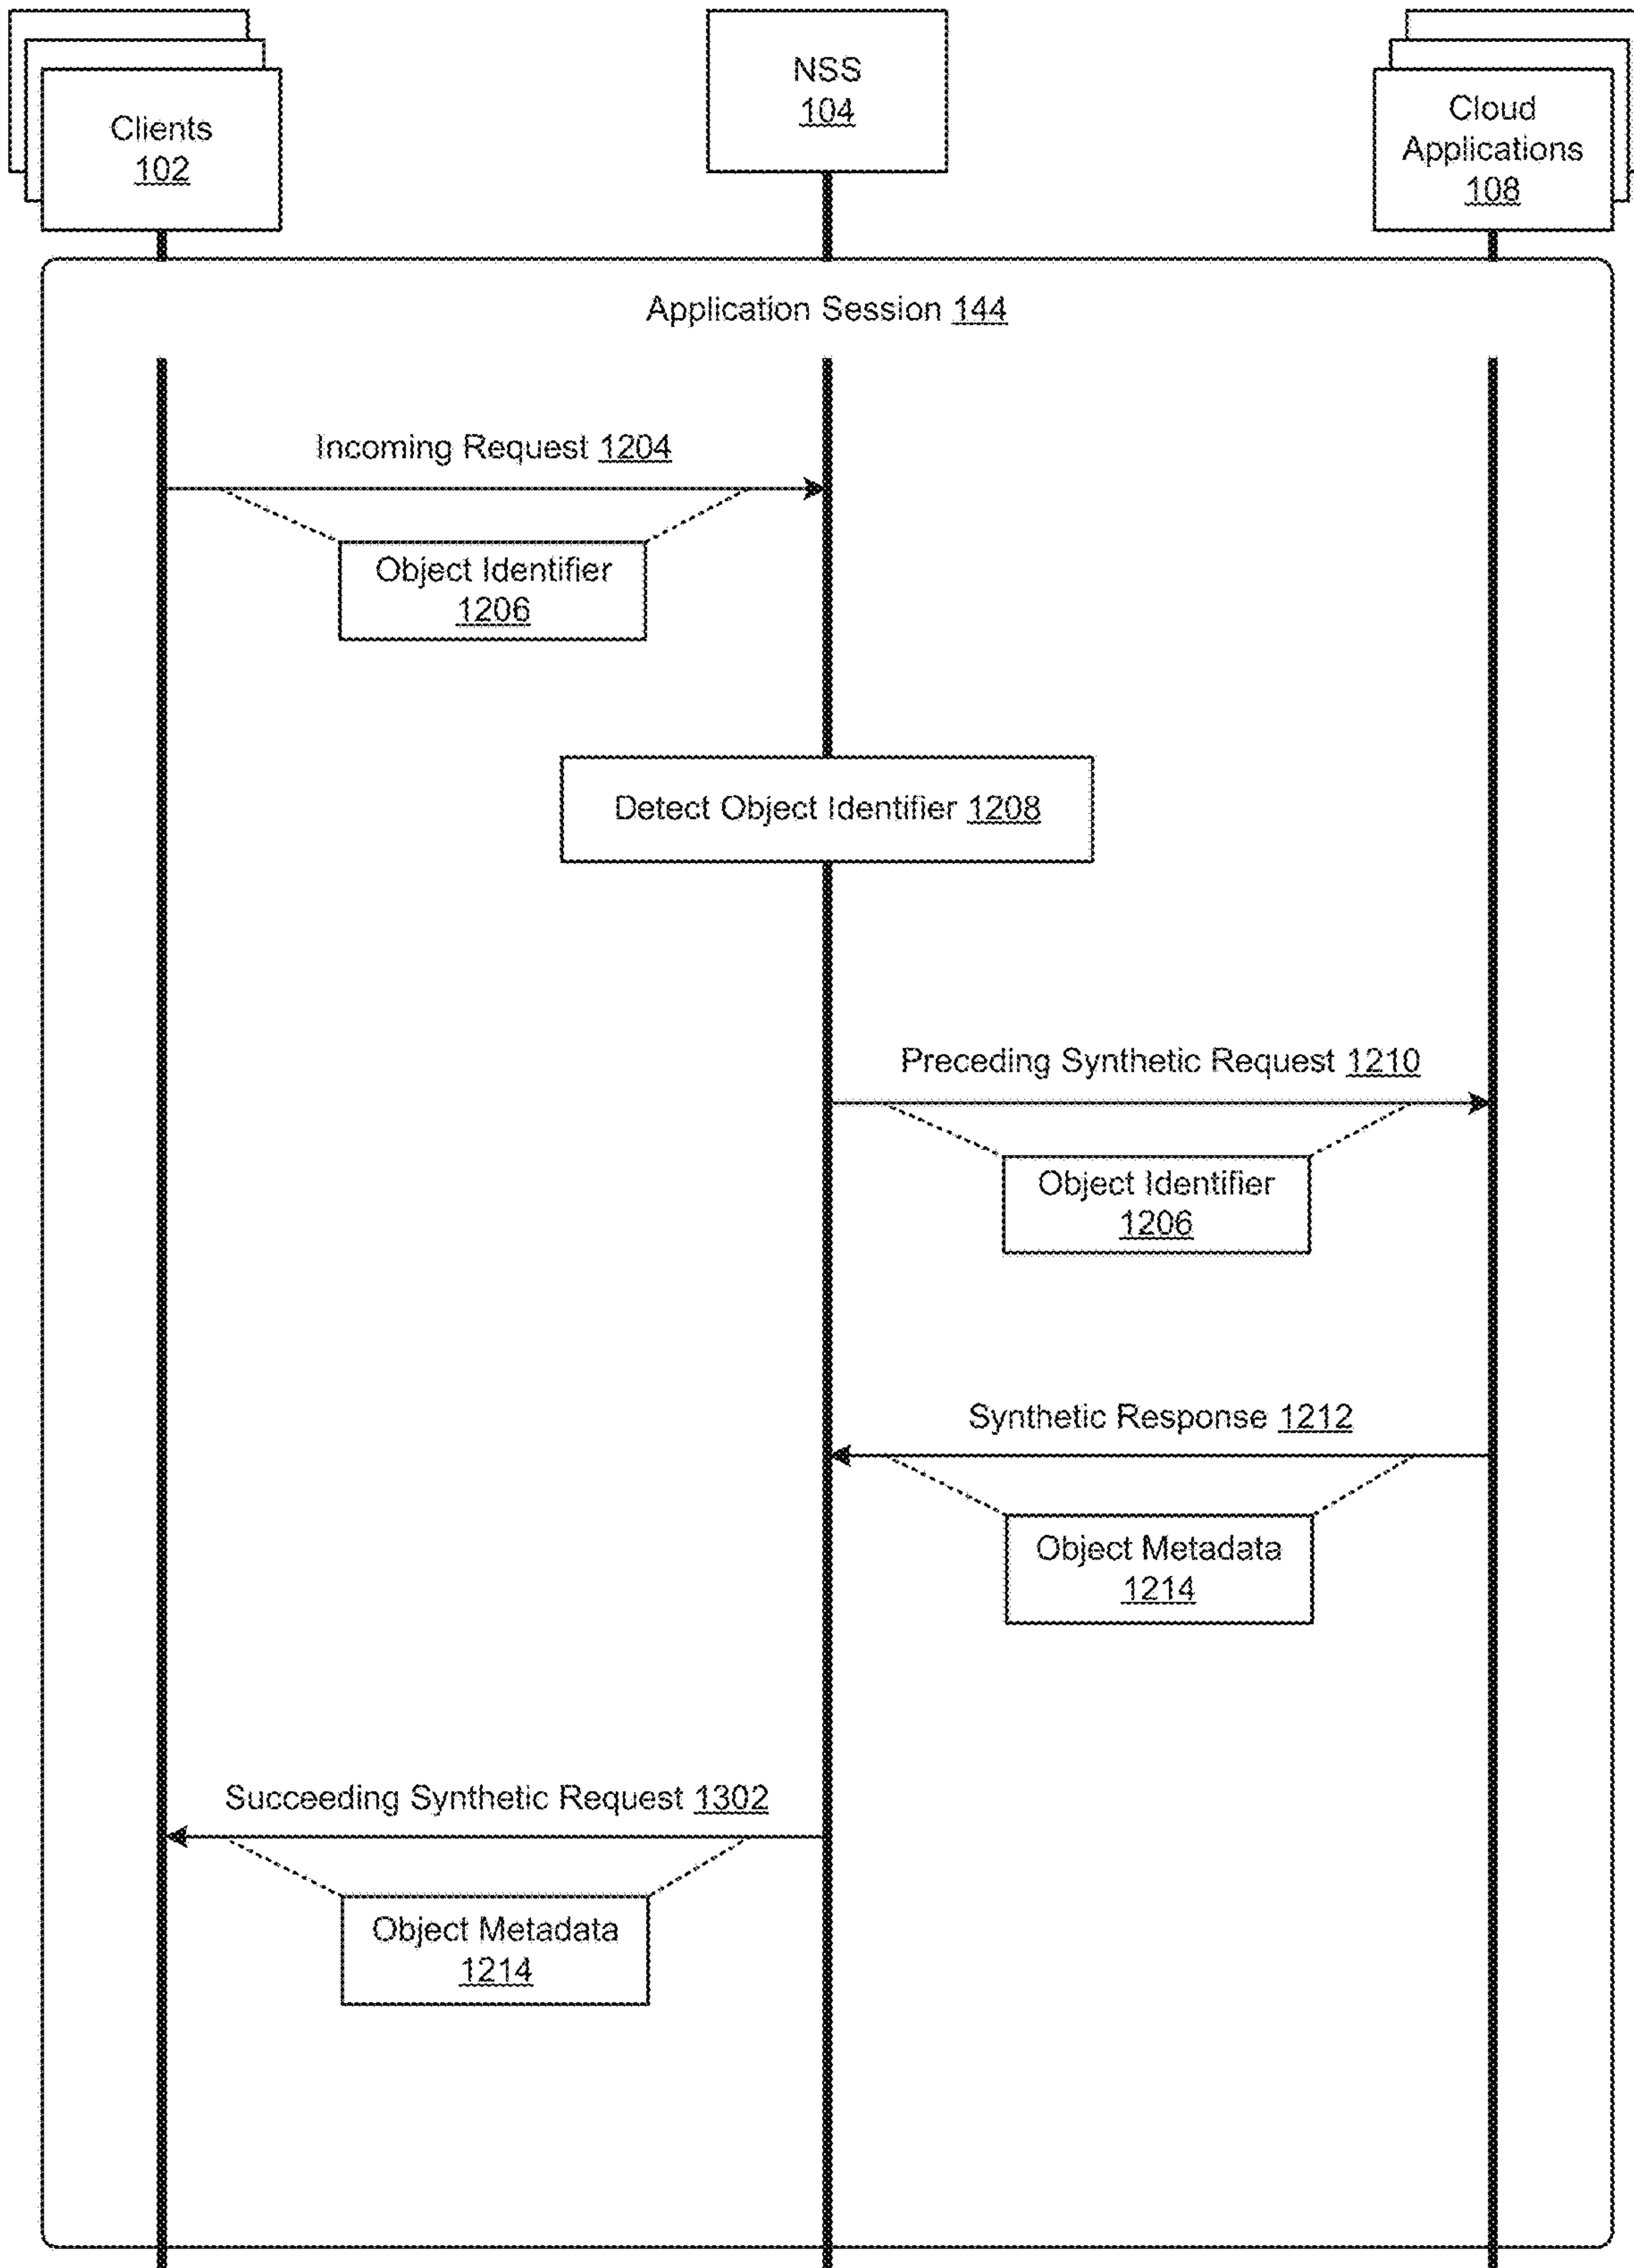 Clients
102
NSS
104
Cloud
Applications
108
Application Session 144
Incoming Request 1204
Object Identifier
1206
Detect Object Identifier 1208
Preceding Synthetic Request 1210
Object Identifier
1206
Synthetic Response 1212
Object Metadata
1214
Succeeding Synthetic Request 1302
Object Metadata
1214